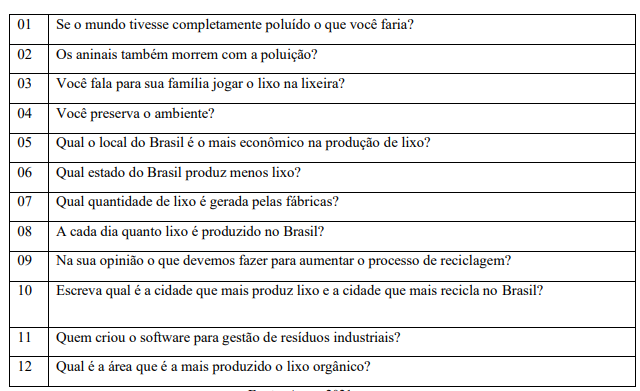 01 Se o mundo tivesse completamente poluído o que você faria?
02 Os aninais também morrem com a poluição?
03 Você fala para sua família jogar o lixo na lixeira?
04 Você preserva o ambiente?
05 Qual o local do Brasil é o mais econômico na produção de lixo?
06 Qual estado do Brasil produz menos lixo?
07 Qual quantidade de lixo é gerada pelas fábricas?
08 A cada dia quanto lixo é produzido no Brasil?
09 Na sua opinião o que devemos fazer para aumentar o processo de reciclagem?
10 Escreva qual é a cidade que mais produz lixo e a cidade que mais recicla no Brasil?
11 Quem criou o software para gestão de resíduos industriais?
12 Qual é a área que é a mais produzido o lixo orgânico?